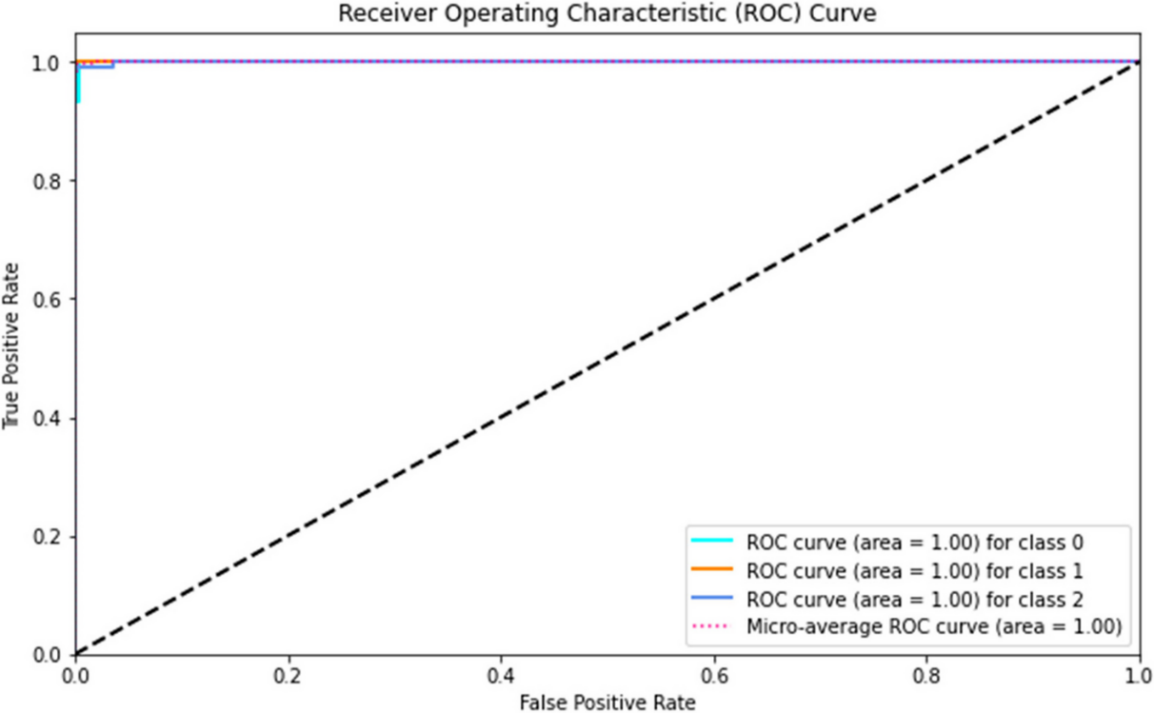 Receiver Operating Characteristic (ROC) Curve
True Positive Rate
1.0
0.8
0.6
0.4
0.2
0.0
ROC curve (area = 1.00) for class 0
ROC curve (area = 1.00) for class 1
ROC curve (area = 1.00) for class 2
Micro-average ROC curve (area = 1.00)
0.0 0.2 0.4 0.6 0.8 1.0
False Positive Rate